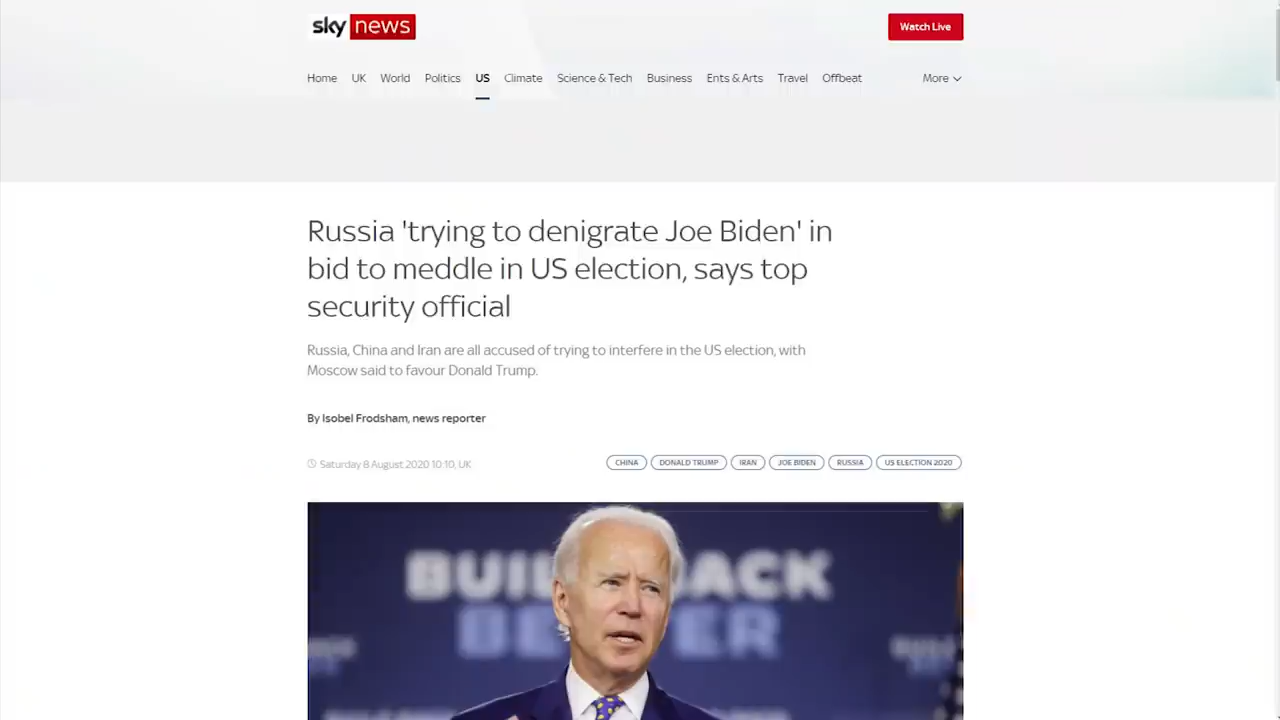 sky news
Watch Live
Home UK World Politics US Climate Science & Tech Business Ents & Arts Travel Offbeat More
Russia 'trying to denigrate Joe Biden' in
bid to meddle in US election, says top
security official
Russia, China and Iran are all accused of trying to interfere in the US election, with
Moscow said to favour Donald Trump.
By Isobel Frodsham, news reporter
Saturday 8 August 2020 10:10, UK
CHINA DONALD TRUMP IRAN JOE BIDEN RUSSIA US ELECTION 2020